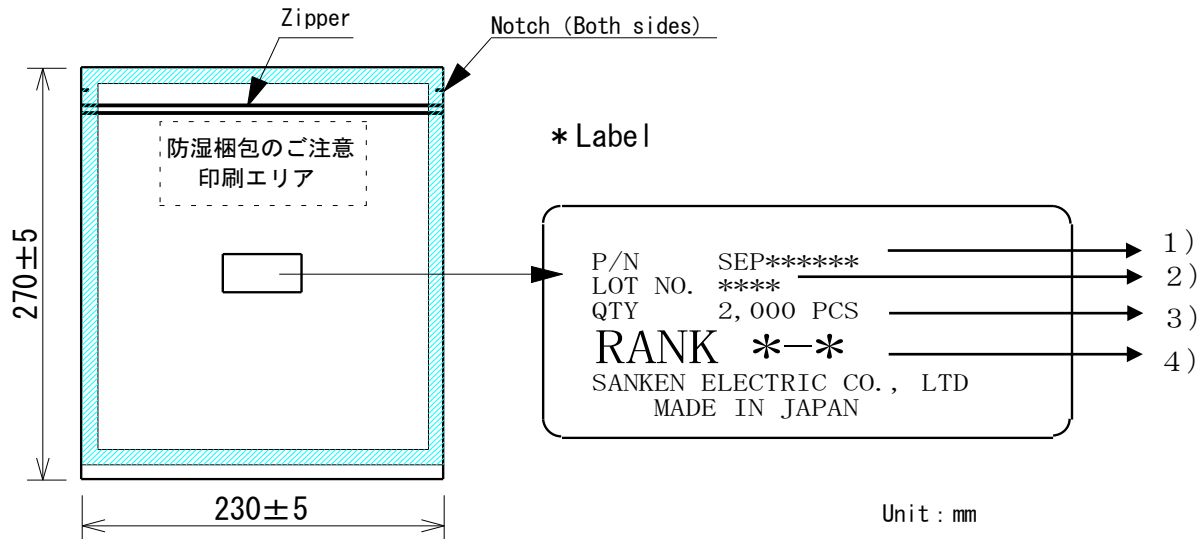 Zipper
Notch (Both sides)
防湿梱包のご注意
印刷エリア
270±5
230±5
*Label
P/N SEP******
LOT NO. ****
QTY 2,000 PCS
RANK *-*
SANKEN ELECTRIC CO., LTD
MADE IN JAPAN
1)
2)
3)
4)
Unit : mm